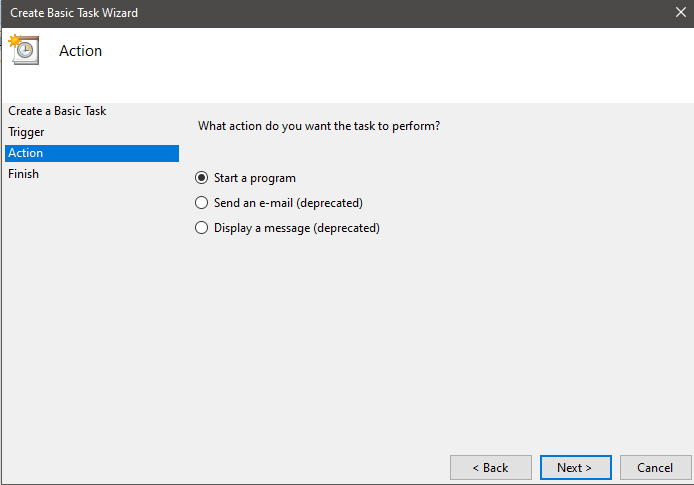 Create Basic Task Wizard
Action
Create a Basic Task
Trigger
Action
Finish
What action do you want the task to perform?
Start a program
Send an e-mail (deprecated)
Display a message (deprecated)
< Back
Next >
Cancel